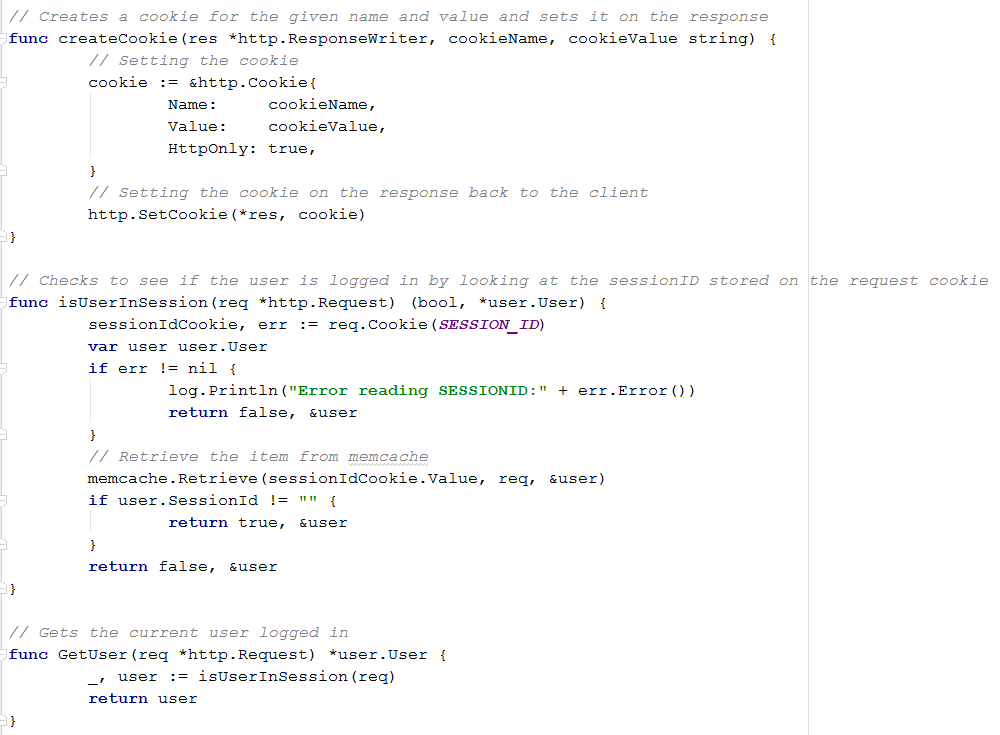 // Creates a cookie for the given name and value and sets it on the response
func createCookie(res *http.ResponseWriter, cookieName, cookieValue string) {
        // Setting the cookie
        cookie := &http.Cookie{
                Name:     cookieName,
                Value:    cookieValue,
                HttpOnly: true,
        }
        // Setting the cookie on the response back to the client
        http.SetCookie(*res, cookie)
}

// Checks to see if the user is logged in by looking at the sessionID stored on the request cookie
func isUserInSession(req *http.Request) (bool, *user.User) {
        sessionIdCookie, err := req.Cookie(SESSION_ID)
        var user user.User
        if err != nil {
                log.Println("Error reading SESSIONID:" + err.Error())
                return false, &user
        }
        // Retrieve the item from memcache
        memcache.Retrieve(sessionIdCookie.Value, req, &user)
        if user.SessionId != "" {
                return true, &user
        }
        return false, &user
}

// Gets the current user logged in
func GetUser(req *http.Request) *user.User {
        _, user := isUserInSession(req)
        return user
}